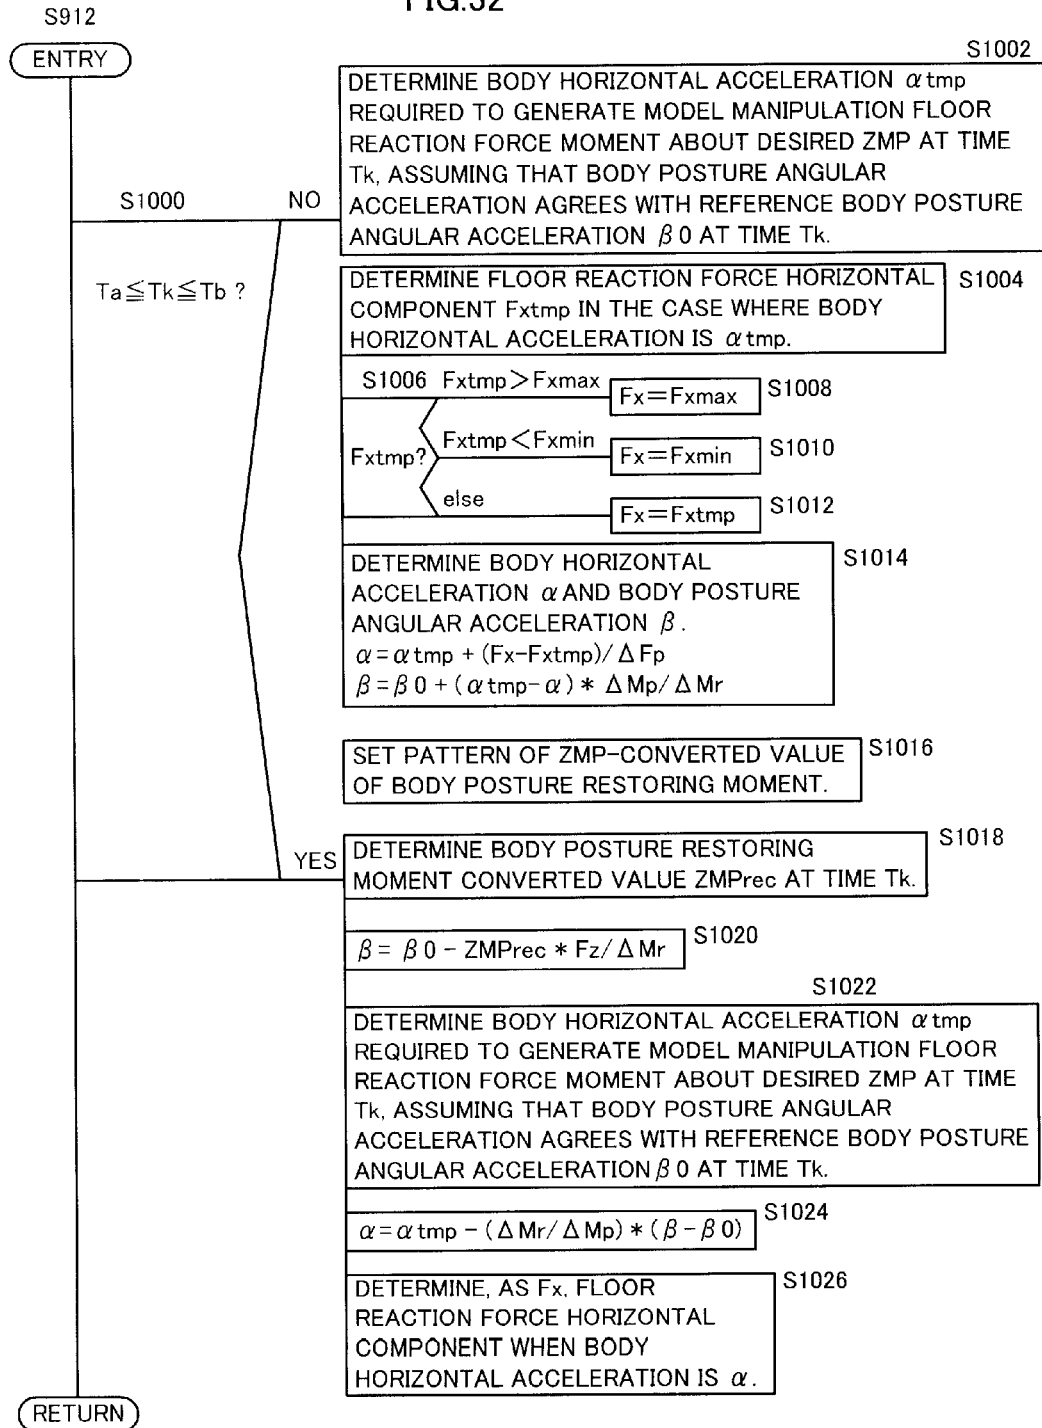 FIG.32
S912
ENTRY
S1002
DETERMINE BODY HORIZONTAL ACCELERATION αtmp
REQUIRED TO GENERATE MODEL MANIPULATION FLOOR
REACTION FORCE MOMENT ABOUT DESIRED ZMP AT TIME
Tk, ASSUMING THAT BODY POSTURE ANGULAR
ACCELERATION AGREES WITH REFERENCE BODY POSTURE
ANGULAR ACCELERATION β0 AT TIME Tk.
S1000
NO
Ta≦Tk≦Tb ?
DETERMINE FLOOR REACTION FORCE HORIZONTAL
COMPONENT Fxtmp IN THE CASE WHERE BODY
HORIZONTAL ACCELERATION IS αtmp.
S1004
S1006
Fxtmp>Fxmax
Fx=Fxmax
S1008
Fxtmp?
Fxtmp<Fxmin
Fx=Fxmin
S1010
else
Fx=Fxtmp
S1012
DETERMINE BODY HORIZONTAL
ACCELERATION α AND BODY POSTURE
ANGULAR ACCELERATION β.
α=αtmp + (Fx-Fxtmp)/ΔFp
β=β0+(αtmp-α)* ΔMp/ΔMr
S1014
SET PATTERN OF ZMP-CONVERTED VALUE
OF BODY POSTURE RESTORING MOMENT.
S1016
YES
DETERMINE BODY POSTURE RESTORING
MOMENT CONVERTED VALUE ZMPrec AT TIME Tk.
S1018
β= β0 - ZMPrec * Fz/ΔMr
S1020
S1022
DETERMINE BODY HORIZONTAL ACCELERATION αtmp
REQUIRED TO GENERATE MODEL MANIPULATION FLOOR
REACTION FORCE MOMENT ABOUT DESIRED ZMP AT TIME
Tk, ASSUMING THAT BODY POSTURE ANGULAR
ACCELERATION AGREES WITH REFERENCE BODY POSTURE
ANGULAR ACCELERATION β0 AT TIME Tk.
α=αtmp - (ΔMr/ΔMp)*(β-β0)
S1024
DETERMINE, AS Fx, FLOOR
REACTION FORCE HORIZONTAL
COMPONENT WHEN BODY
HORIZONTAL ACCELERATION IS α.
S1026
RETURN